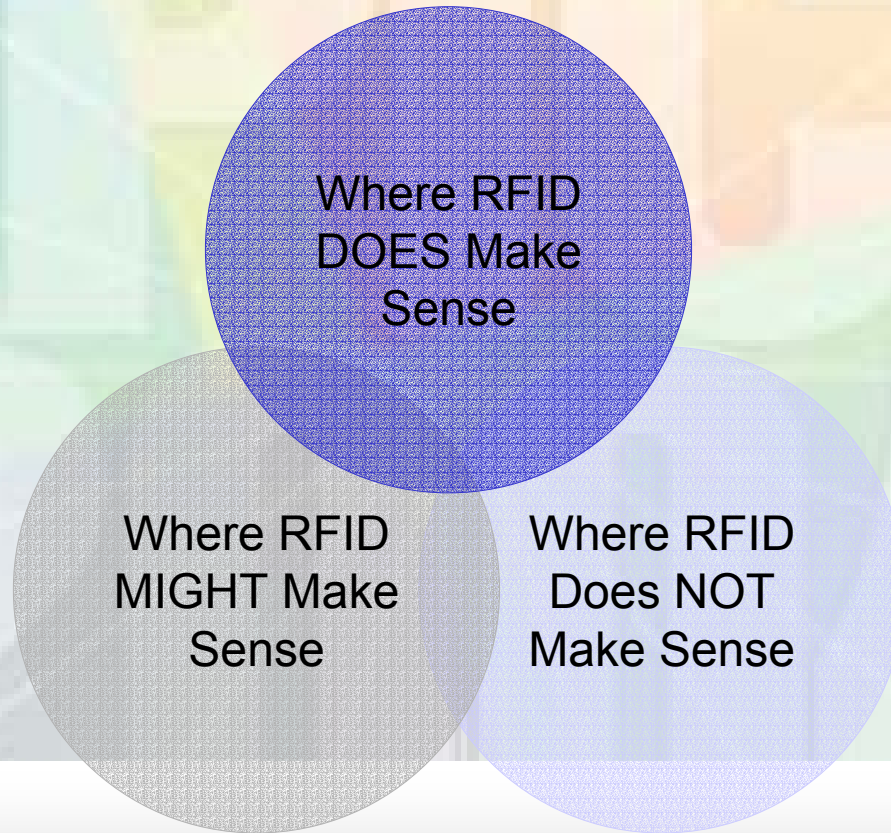 Where RFID
DOES Make
Sense
Where RFID
MIGHT Make
Sense
Where RFID
Does NOT
Make Sense